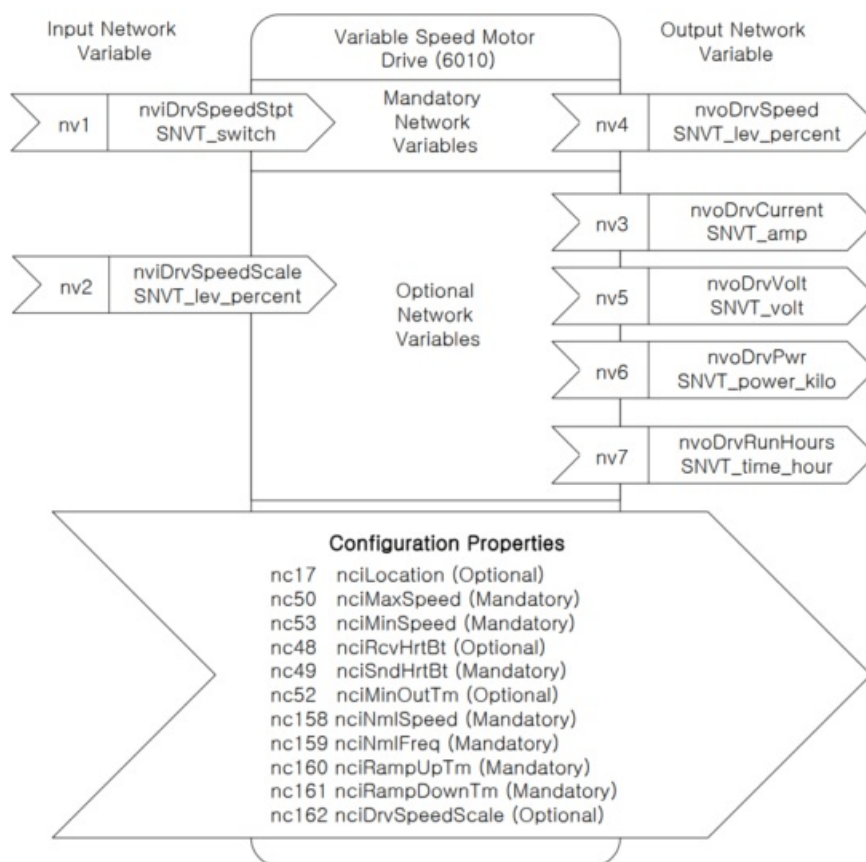 Input Network
Variable
Variable Speed Motor
Drive (6010)
Output Network
Variable
nv1
nviDrvSpeedStpt
SNVT_switch
Mandatory
Network
Variables
nv4
nvoDrvSpeed
SNVT_lev_percent
nv3
nvoDrvCurrent
SNVT_amp
nv2
nviDrvSpeedScale
SNVT_lev_percent
Optional
Network
Variables
nv5
nvoDrvVolt
SNVT_volt
nv6
nvoDrvPwr
SNVT_power_kilo
nv7
nvoDrvRunHours
SNVT_time_hour
Configuration Properties
nc17 nciLocation (Optional)
nc50 nciMaxSpeed (Mandatory)
nc53 nciMinSpeed (Mandatory)
nc48 nciRcvHrtBt (Optional)
nc49 nciSndHrtBt (Mandatory)
nc52 nciMinOutTm (Optional)
nc158 nciNmlSpeed (Mandatory)
nc159 nciNmlFreq (Mandatory)
nc160 nciRampUpTm (Mandatory)
nc161 nciRampDownTm (Mandatory)
nc162 nciDrvSpeedScale (Optional)